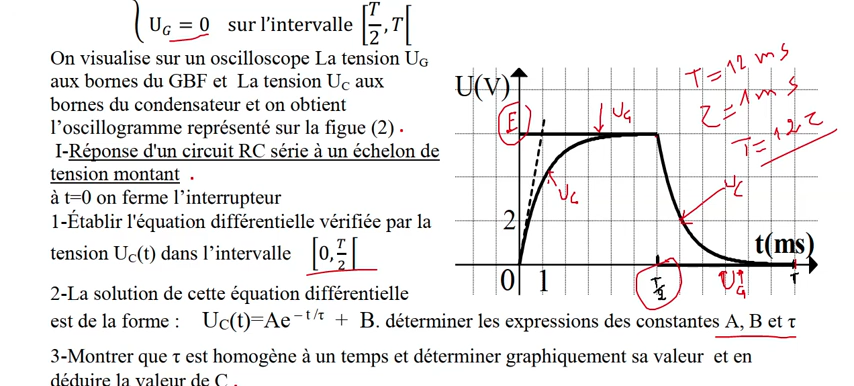 U_G = 0 sur l'intervalle [T/2, T[
On visualise sur un oscilloscope La tension U_G
aux bornes du GBF et La tension U_C aux
bornes du condensateur et on obtient
l'oscillogramme représenté sur la figue (2) .
I-Réponse d'un circuit RC série à un échelon de
tension montant .
à t=0 on ferme l'interrupteur
1-Établir l'équation différentielle vérifiée par la
tension U_C(t) dans l'intervalle [0, T/2[
2-La solution de cette équation différentielle
est de la forme : U_C(t)=Ae^{-t/τ} + B. déterminer les expressions des constantes A, B et τ
3-Montrer que τ est homogène à un temps et déterminer graphiquement sa valeur et en
déduire la valeur de C .
U(V)
E
U_G
U_C
2
0
1
T/2
U_G
T
t(ms)
U_C
T=12 ms
τ=1 ms
T=12τ